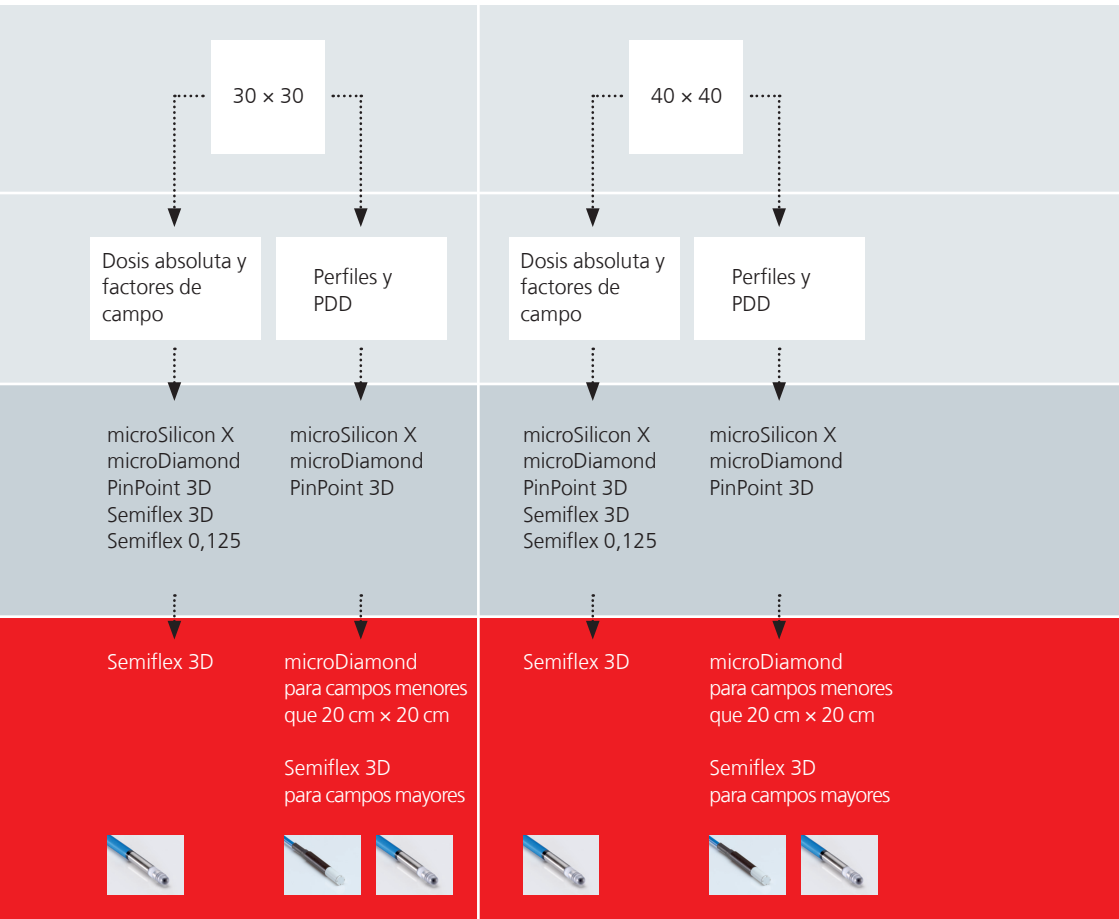 30 × 30
40 × 40
Dosis absoluta y
factores de
campo
Perfiles y
PDD
Dosis absoluta y
factores de
campo
Perfiles y
PDD
microSilicon X
microDiamond
PinPoint 3D
Semiflex 3D
Semiflex 0,125
microSilicon X
microDiamond
PinPoint 3D
microSilicon X
microDiamond
PinPoint 3D
Semiflex 3D
Semiflex 0,125
microSilicon X
microDiamond
PinPoint 3D
Semiflex 3D
microDiamond
para campos menores
que 20 cm × 20 cm
Semiflex 3D
para campos mayores
Semiflex 3D
microDiamond
para campos menores
que 20 cm × 20 cm
Semiflex 3D
para campos mayores